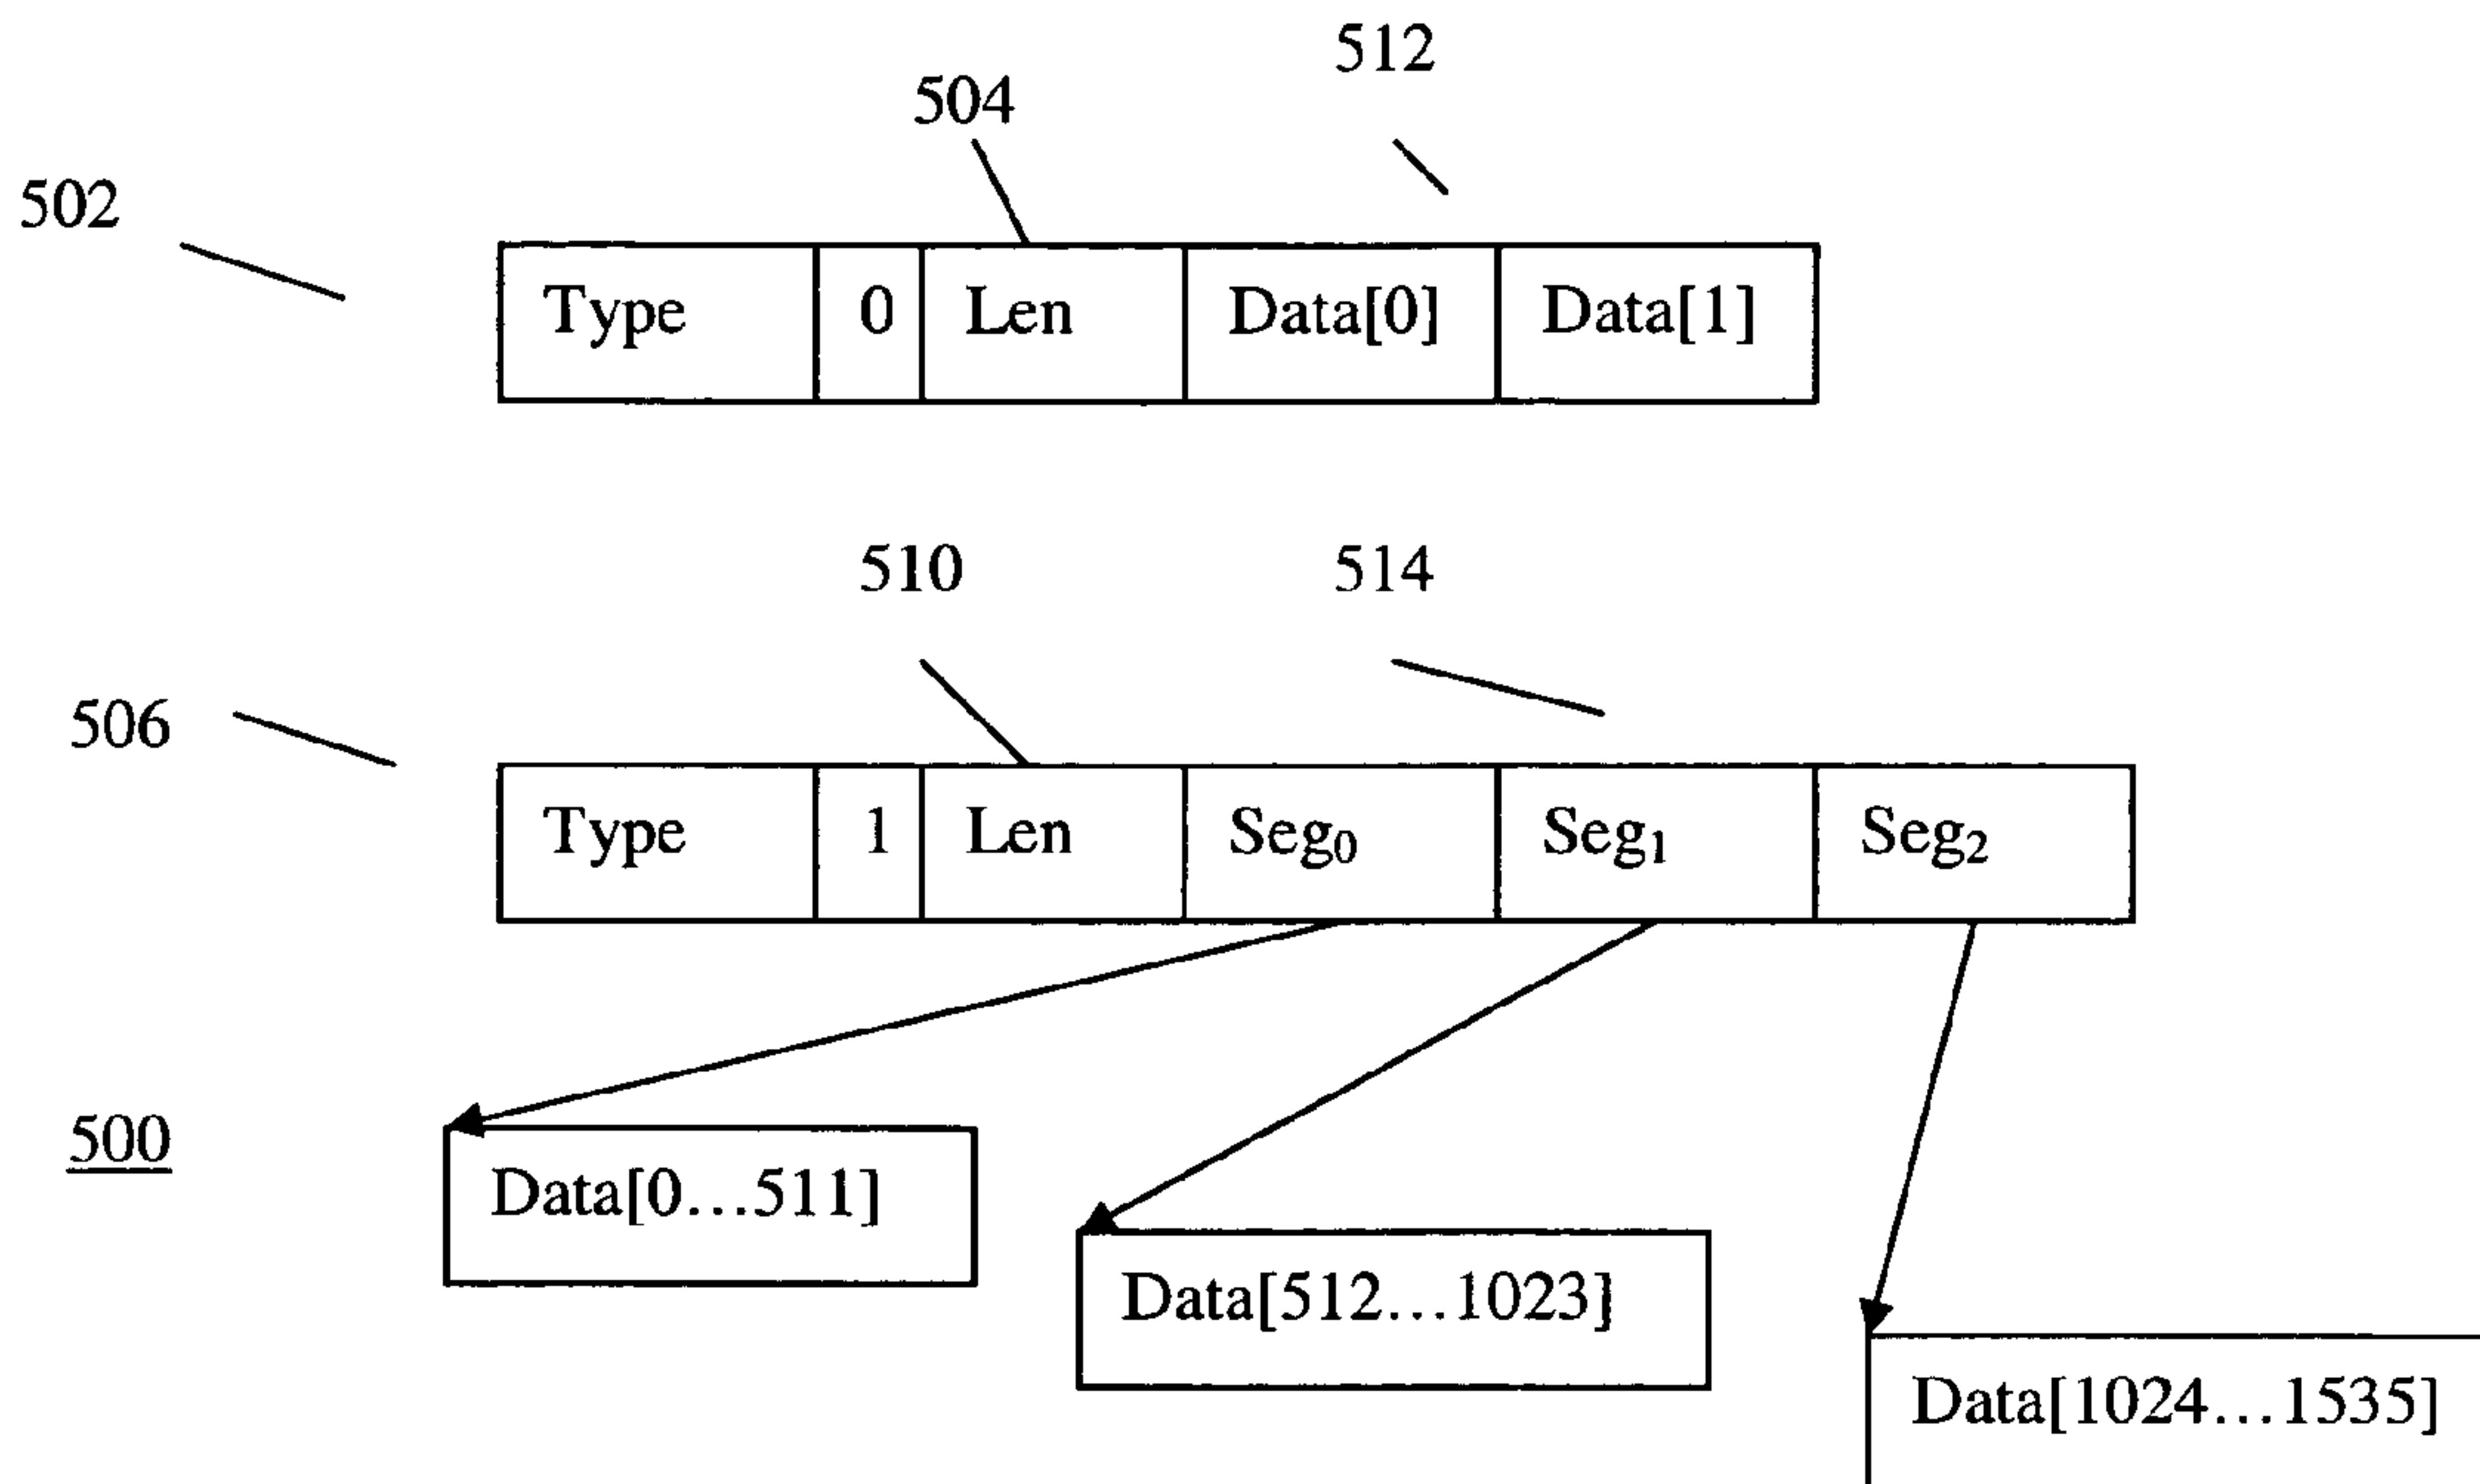 512
504
502
Type 0 Len Data[0] Data[1]
510 514
506
Type 1 Len Seg₀ Seg₁ Seg₂
500
Data[0...511]
Data[512...1023]
Data[1024...1535]